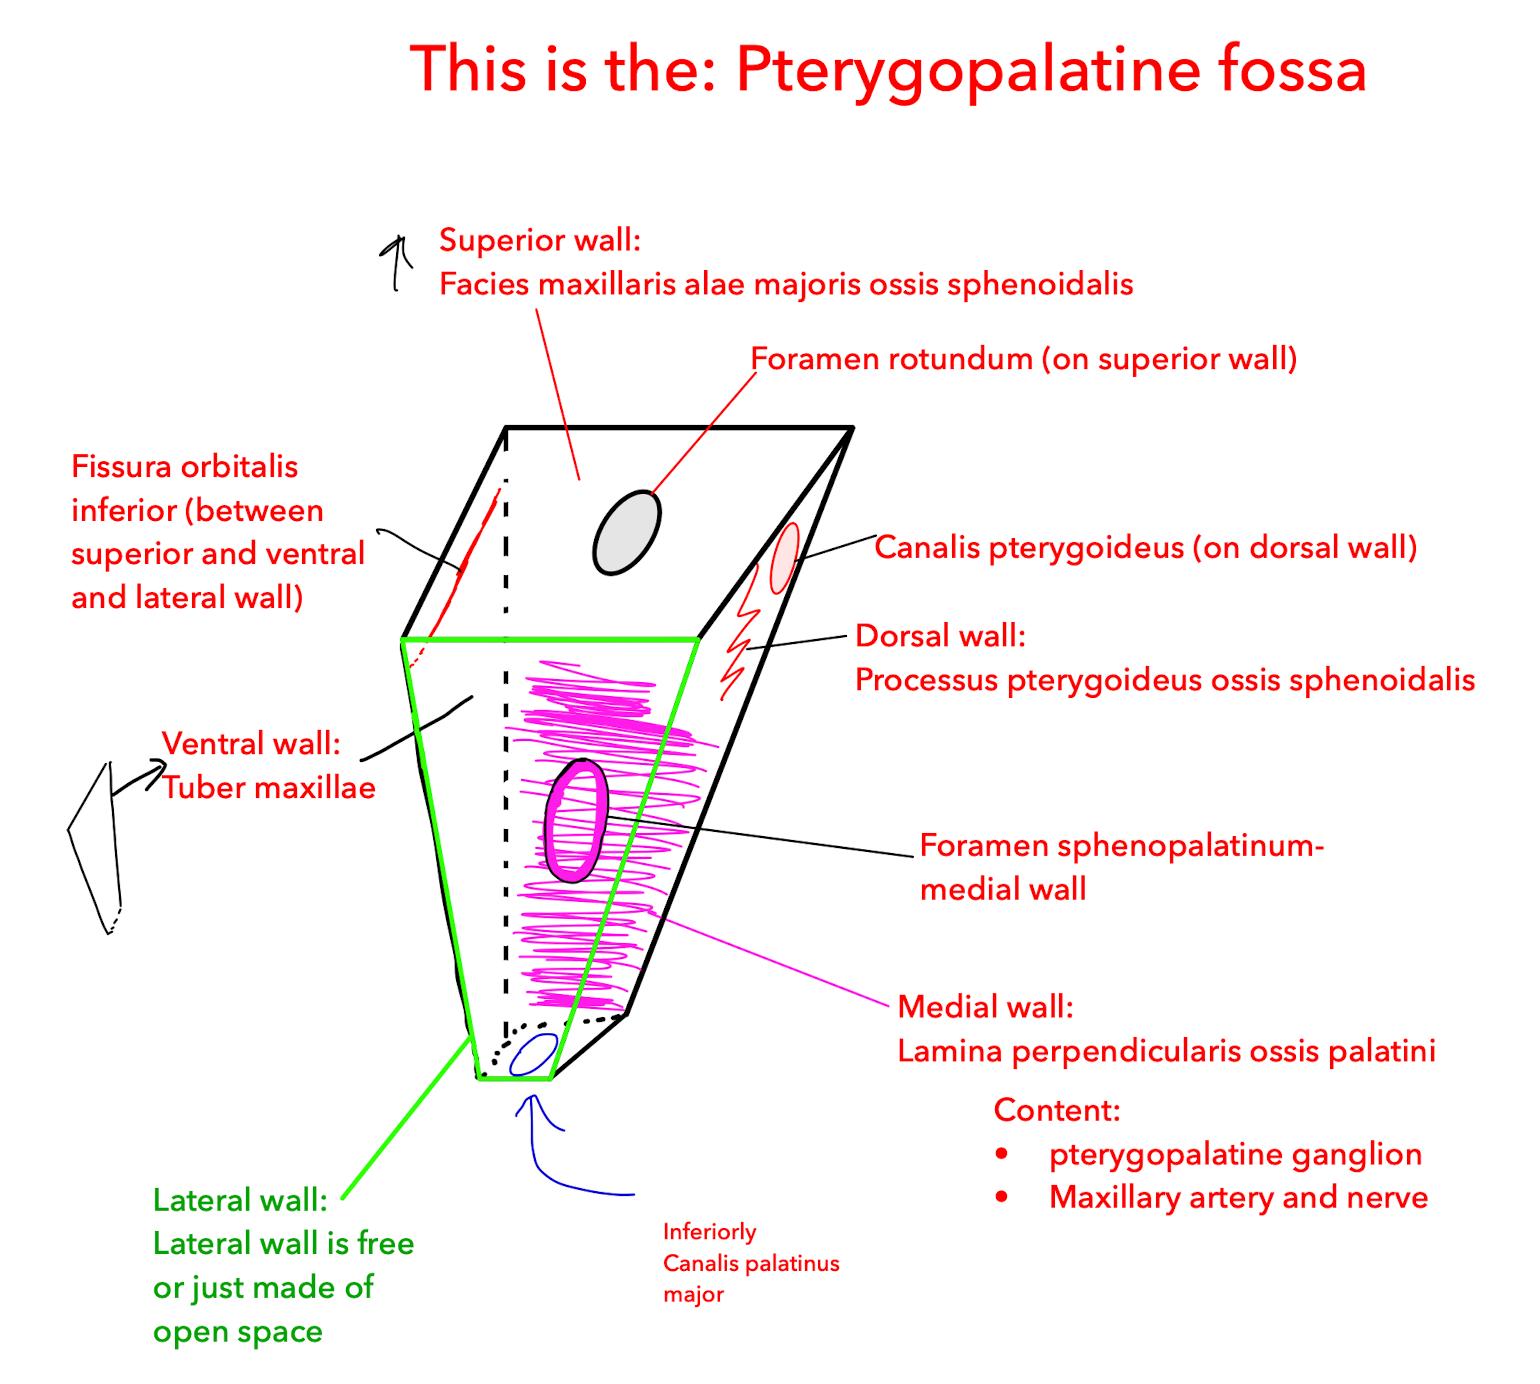 This is the: Pterygopalatine fossa
Superior wall:
Facies maxillaris alae majoris ossis sphenoidalis
Foramen rotundum (on superior wall)
Fissura orbitalis
inferior (between
superior and ventral
and lateral wall)
Canalis pterygoideus (on dorsal wall)
Dorsal wall:
Processus pterygoideus ossis sphenoidalis
Ventral wall:
Tuber maxillae
Foramen sphenopalatinum-
medial wall
Medial wall:
Lamina perpendicularis ossis palatini
Content:
• pterygopalatine ganglion
• Maxillary artery and nerve
Lateral wall:
Lateral wall is free
or just made of
open space
Inferiorly
Canalis palatinus
major